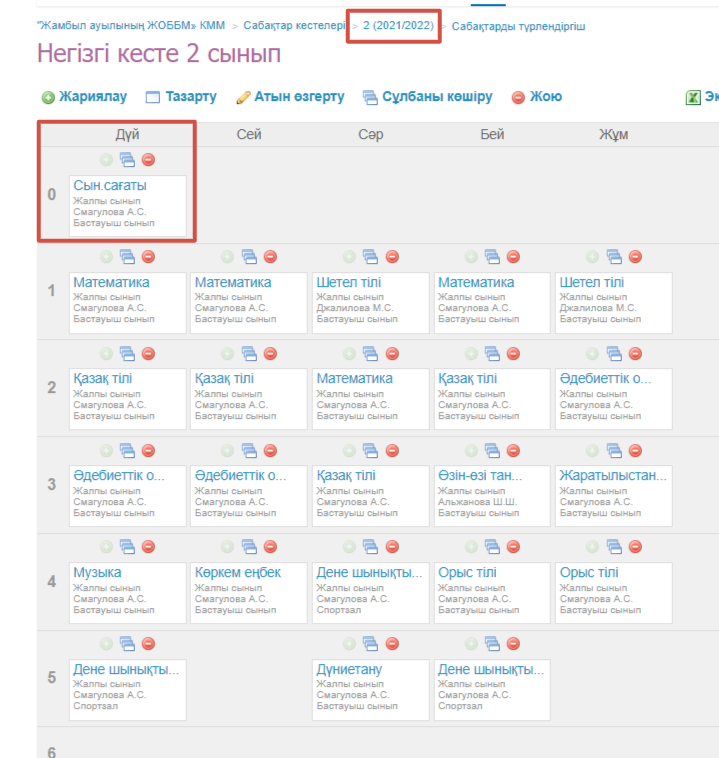 "Жамбыл ауылының ЖОББМ» КММ > Сабақтар кестелері > 2 (2021/2022) > Сабақтарды түрлендіргіш
Негізгі кесте 2 сынып
Жариялау Тазарту Атын өзгерту Сұлбаны көшіру Жою Эк
Дүй Сей Сәр Бей Жұм
0
Сын.сағаты
Жалпы сынып
Смагулова А.С.
Бастауыш сынып
1
Математика Математика Шетел тілі Математика Шетел тілі
Жалпы сынып Жалпы сынып Жалпы сынып Жалпы сынып Жалпы сынып
Смагулова А.С. Смагулова А.С. Джалилова М.С. Смагулова А.С. Джалилова М.С.
Бастауыш сынып Бастауыш сынып Бастауыш сынып Бастауыш сынып Бастауыш сынып
2
Қазақ тілі Қазақ тілі Математика Қазақ тілі Әдебиеттік о...
Жалпы сынып Жалпы сынып Жалпы сынып Жалпы сынып Жалпы сынып
Смагулова А.С. Смагулова А.С. Смагулова А.С. Смагулова А.С. Смагулова А.С.
Бастауыш сынып Бастауыш сынып Бастауыш сынып Бастауыш сынып Бастауыш сынып
3
Әдебиеттік о... Әдебиеттік о... Қазақ тілі Өзін-өзі тан... Жаратылыстан...
Жалпы сынып Жалпы сынып Жалпы сынып Жалпы сынып Жалпы сынып
Смагулова А.С. Смагулова А.С. Смагулова А.С. Альжанова Ш.Ш. Смагулова А.С.
Бастауыш сынып Бастауыш сынып Бастауыш сынып Бастауыш сынып Бастауыш сынып
4
Музыка Көркем еңбек Дене шынықты... Орыс тілі Орыс тілі
Жалпы сынып Жалпы сынып Жалпы сынып Жалпы сынып Жалпы сынып
Смагулова А.С. Смагулова А.С. Смагулова А.С. Смагулова А.С. Смагулова А.С.
Бастауыш сынып Бастауыш сынып Спортзал Бастауыш сынып Бастауыш сынып
5
Дене шынықты... Дүниетану Дене шынықты...
Жалпы сынып Жалпы сынып Жалпы сынып
Смагулова А.С. Смагулова А.С. Смагулова А.С.
Спортзал Бастауыш сынып Спортзал
6